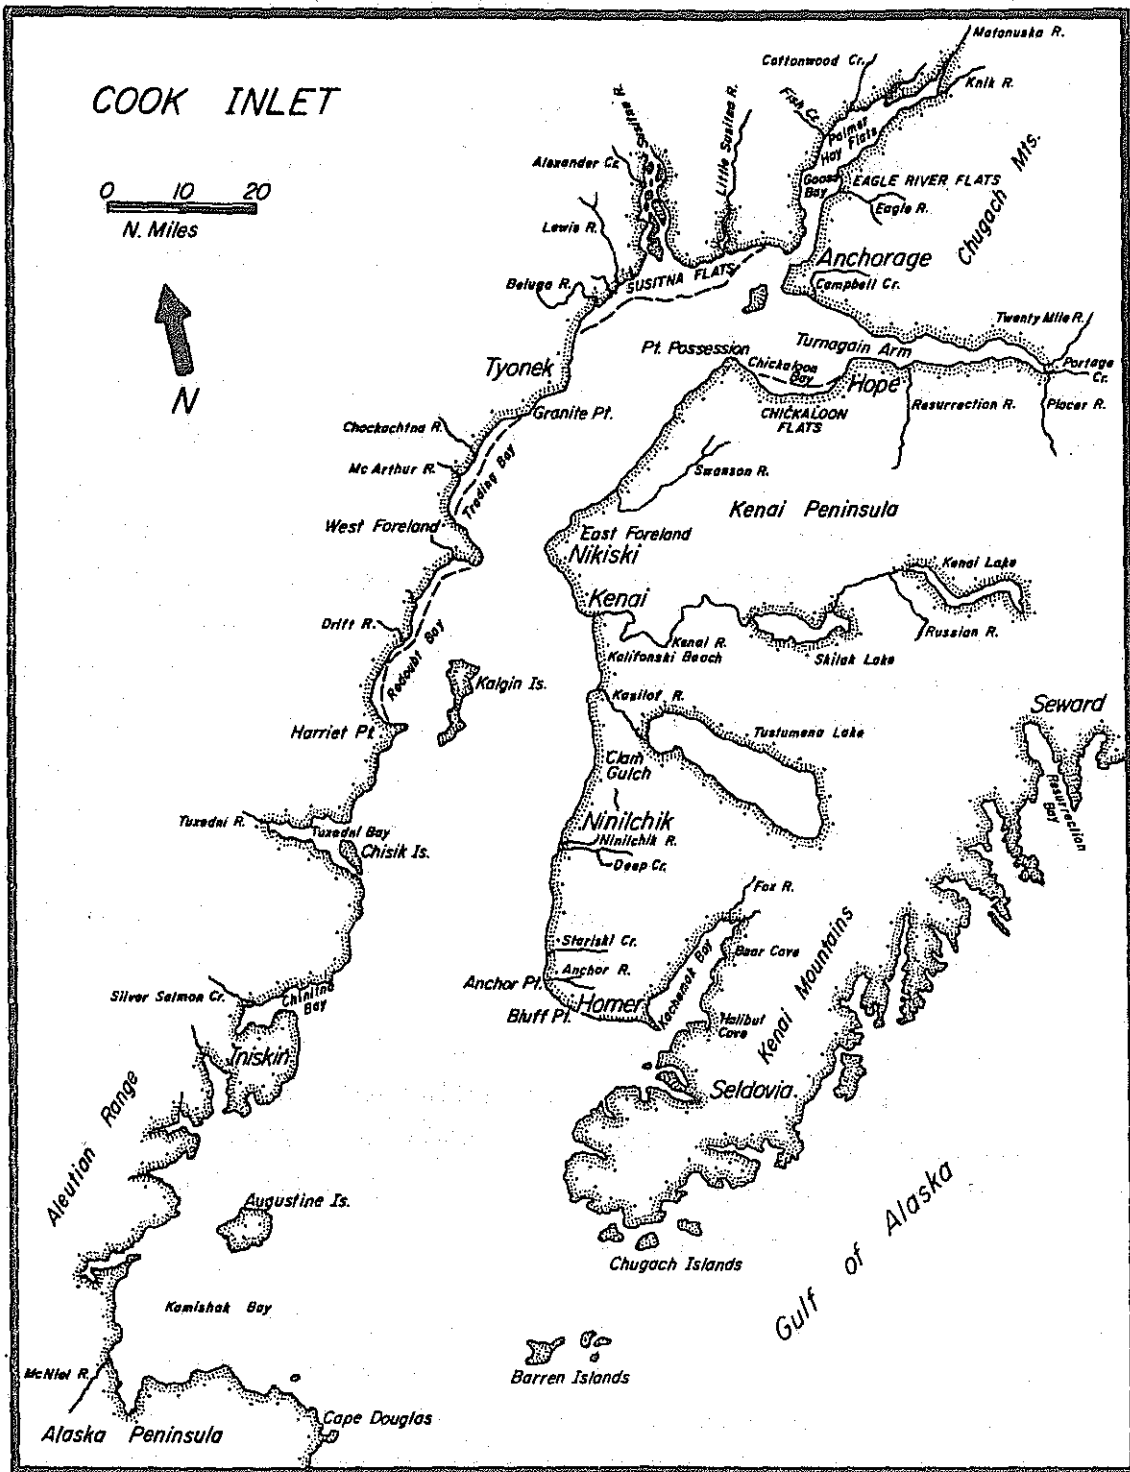 COOK INLET
0 10 20
N. Miles
N
Matanuska R.
Cottonwood Cr.
Knik R.
Fish Cr.
Palmer
Hay Flats
Susitna R.
Little Susitna R.
Alexander Cr.
Goose
Bay
EAGLE RIVER FLATS
Eagle R.
Chugach Mts.
Lewis R.
Beluga R.
SUSITNA FLATS
Anchorage
Campbell Cr.
Twenty Mile R.
Turnagain Arm
Pt. Possession
Chickaloon
Bay
Portage
Cr.
Tyonek
Hope
Granite Pt.
CHICKALOON
FLATS
Resurrection R.
Placer R.
Chackachtna R.
Mc Arthur R.
Trading Bay
Swanson R.
West Foreland
Kenai Peninsula
East Foreland
Nikiski
Kenai Lake
Kenai
Drift R.
Redoubt Bay
Kenai R.
Kalifonski Beach
Skilak Lake
Russian R.
Kalgin Is.
Kasilof R.
Seward
Harriet Pt.
Tustumena Lake
Clam
Gulch
Resurrection
Bay
Tuxedni R.
Tuxedni Bay
Chisik Is.
Ninilchik
Ninilchik R.
Deep Cr.
Fox R.
Stariski Cr.
Bear Cove
Anchor R.
Anchor Pt.
Kachemak Bay
Homer
Bluff Pt.
Halibut
Cove
Kenai Mountains
Silver Salmon Cr.
Chinitna
Bay
Iniskin
Seldovia
Aleutian Range
Augustine Is.
Chugach Islands
Gulf of Alaska
Kamishak Bay
Barren Islands
McNiel R.
Cape Douglas
Alaska Peninsula